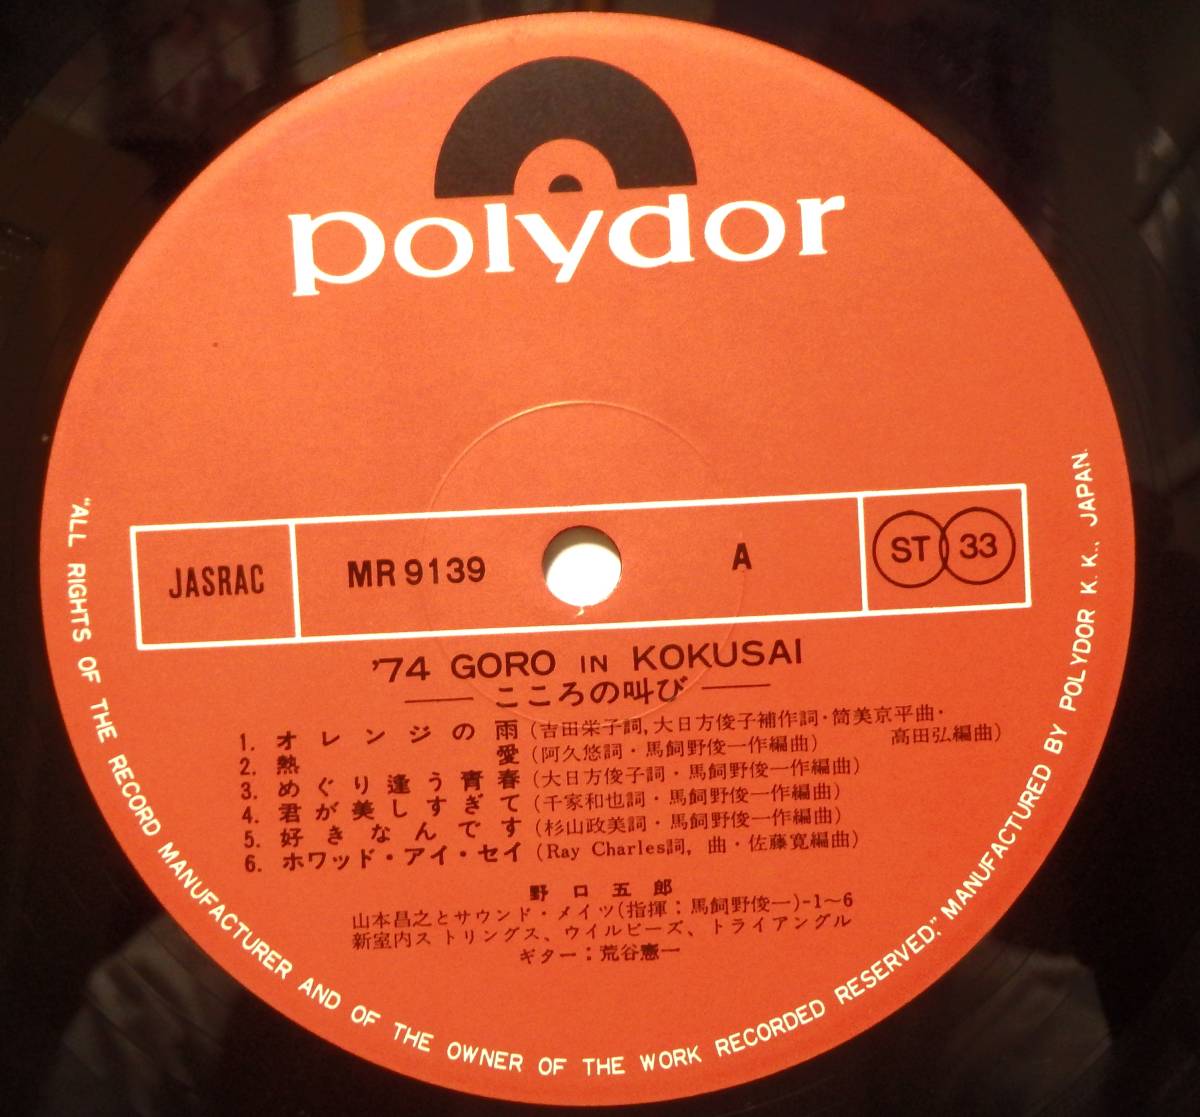 polydor
JASRAC MR 9139 A ST 33
'74 GORO IN KOKUSAI
— こころの叫び —
1. オレンジの雨 (吉田栄子詞, 大日方俊子補作詞・筒美京平曲・高田弘編曲)
2. 熱愛 (阿久悠詞・馬飼野俊一作編曲)
3. めぐり逢う青春 (大日方俊子詞・馬飼野俊一作編曲)
4. 君が美しすぎて (千家和也詞・馬飼野俊一作編曲)
5. 好きなんです (杉山政美詞・馬飼野俊一作編曲)
6. ホワッド・アイ・セイ (Ray Charles詞, 曲・佐藤寛編曲)
野口五郎
山本昌之とサウンド・メイツ(指揮：馬飼野俊一)-1〜6
新室内ストリングス、ウイルビーズ、トライアングル
ギター：荒谷憲一
"ALL RIGHTS OF THE RECORD MANUFACTURER AND OF THE OWNER OF THE WORK RECORDED RESERVED," MANUFACTURED BY POLYDOR K. K., JAPAN.